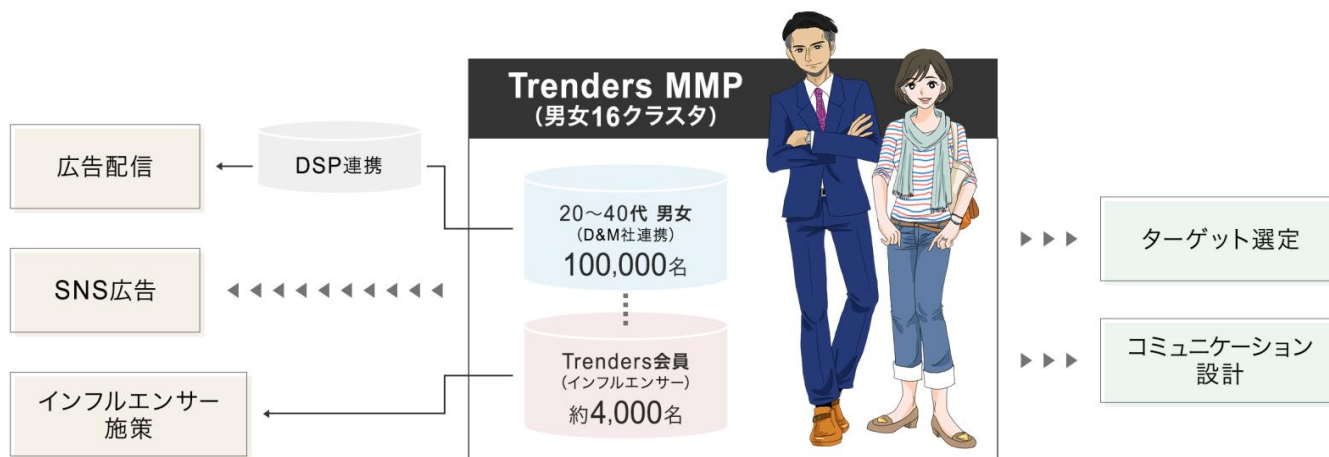 Trenders MMP
(男女16クラスタ)
広告配信
DSP連携
20～40代 男女
(D&M社連携)
100,000名
SNS広告
Trenders会員
(インフルエンサー)
約4,000名
インフルエンサー
施策
ターゲット選定
コミュニケーション
設計